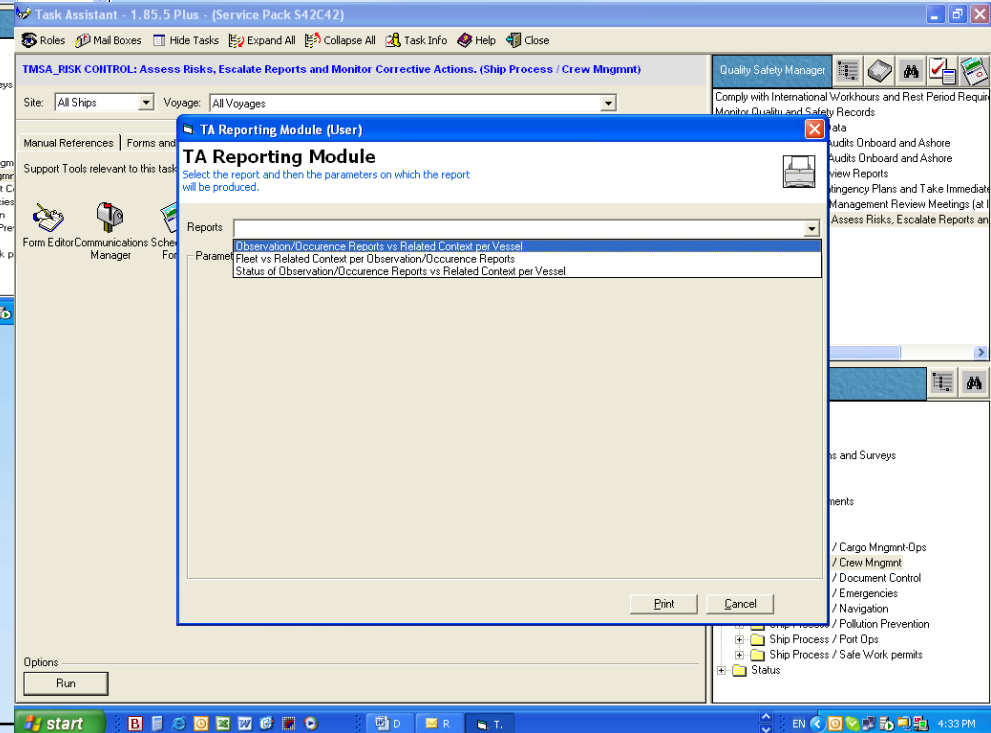 Task Assistant - 1.85.5 Plus - (Service Pack S42C42)
Roles Mail Boxes Hide Tasks Expand All Collapse All Task Info Help Close
TMSA_RISK CONTROL: Assess Risks, Escalate Reports and Monitor Corrective Actions. (Ship Process / Crew Mngmnt)
Site: All Ships Voyage: All Voyages
Manual References Forms and
Support Tools relevant to this task
Form Editor Communications Manager
TA Reporting Module (User)
TA Reporting Module
Select the report and then the parameters on which the report
will be produced.
Reports
Observation/Occurence Reports vs Related Context per Vessel
Fleet vs Related Context per Observation/Occurence Reports
Status of Observation/Occurence Reports vs Related Context per Vessel
Print Cancel
Options
Run
Quality Safety Manager
Comply with International Workhours and Rest Period Requir
Monitor Quality and Safety Records
ata
Audits Onboard and Ashore
Audits Onboard and Ashore
view Reports
tingency Plans and Take Immediate
Management Review Meetings (at l
Assess Risks, Escalate Reports an
ns and Surveys
ments
/ Cargo Mngmnt-Ops
/ Crew Mngmnt
/ Document Control
/ Emergencies
/ Navigation
Ship Process / Pollution Prevention
Ship Process / Port Ops
Ship Process / Safe Work permits
Status
start B D R T. EN 4:33 PM